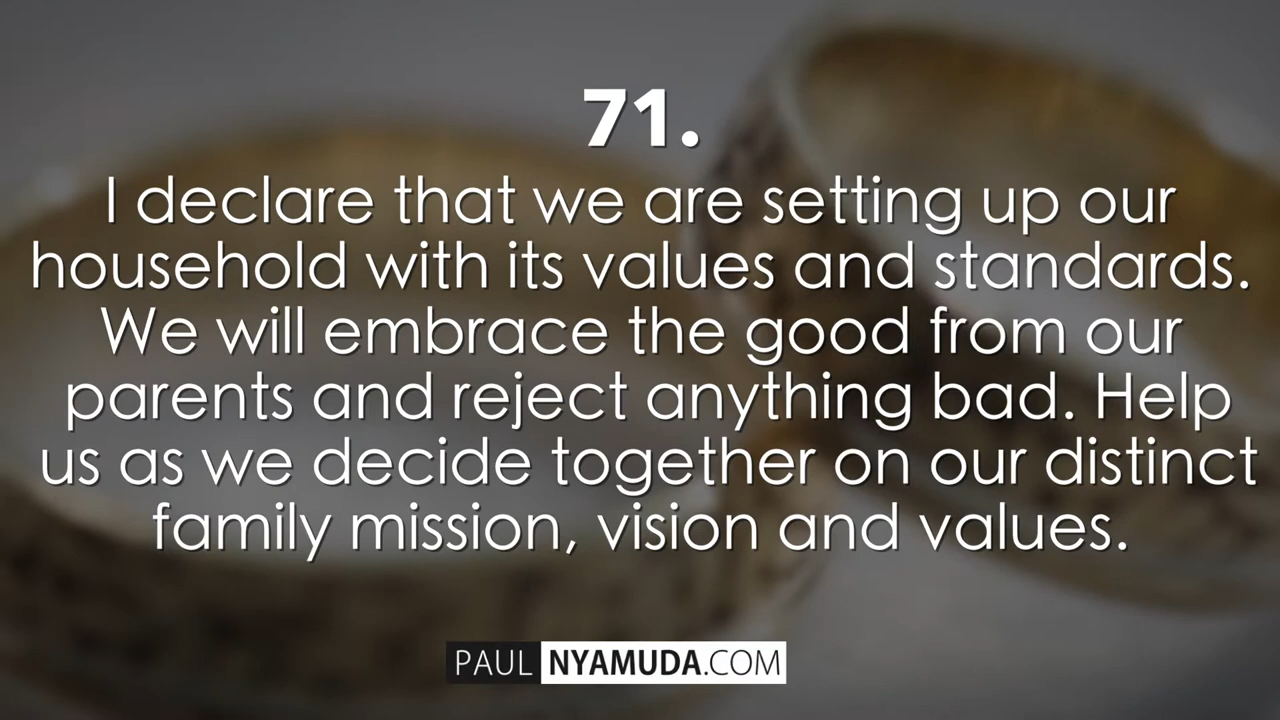 71.
I declare that we are setting up our
household with its values and standards.
We will embrace the good from our
parents and reject anything bad. Help
us as we decide together on our distinct
family mission, vision and values.
PAUL NYAMUDA.COM